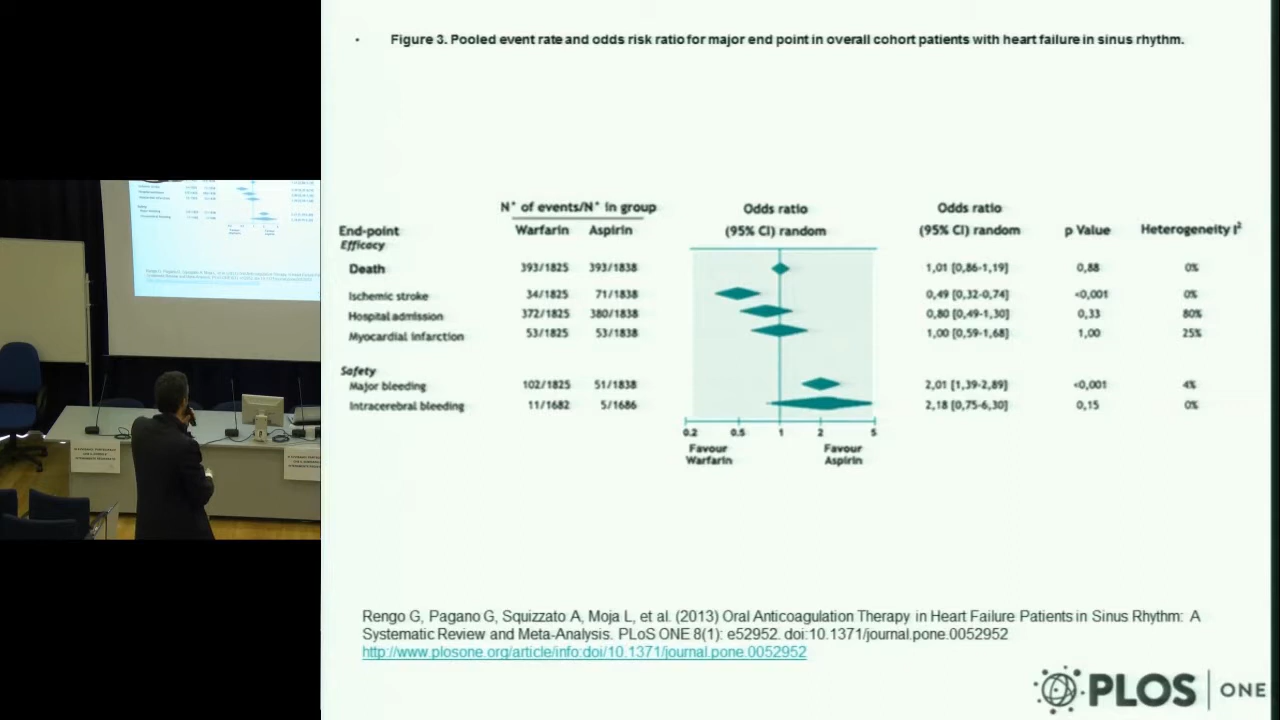 • Figure 3. Pooled event rate and odds risk ratio for major end point in overall cohort patients with heart failure in sinus rhythm.
N° of events/N° in group Odds ratio Odds ratio
End-point Warfarin Aspirin (95% CI) random (95% CI) random p Value Heterogeneity I²
Efficacy
Death 393/1825 393/1838 1,01 [0,86-1,19] 0,88 0%
Ischemic stroke 34/1825 71/1838 0,49 [0,32-0,74] <0,001 0%
Hospital admission 372/1825 380/1838 0,80 [0,49-1,30] 0,33 80%
Myocardial infarction 53/1825 53/1838 1,00 [0,59-1,68] 1,00 25%
Safety
Major bleeding 102/1825 51/1838 2,01 [1,39-2,89] <0,001 4%
Intracerebral bleeding 11/1682 5/1686 2,18 [0,75-6,30] 0,15 0%
0.2 0.5 1 2 5
Favour Favour
Warfarin Aspirin
Rengo G, Pagano G, Squizzato A, Moja L, et al. (2013) Oral Anticoagulation Therapy in Heart Failure Patients in Sinus Rhythm: A
Systematic Review and Meta-Analysis. PLoS ONE 8(1): e52952. doi:10.1371/journal.pone.0052952
http://www.plosone.org/article/info:doi/10.1371/journal.pone.0052952
PLOS | ONE